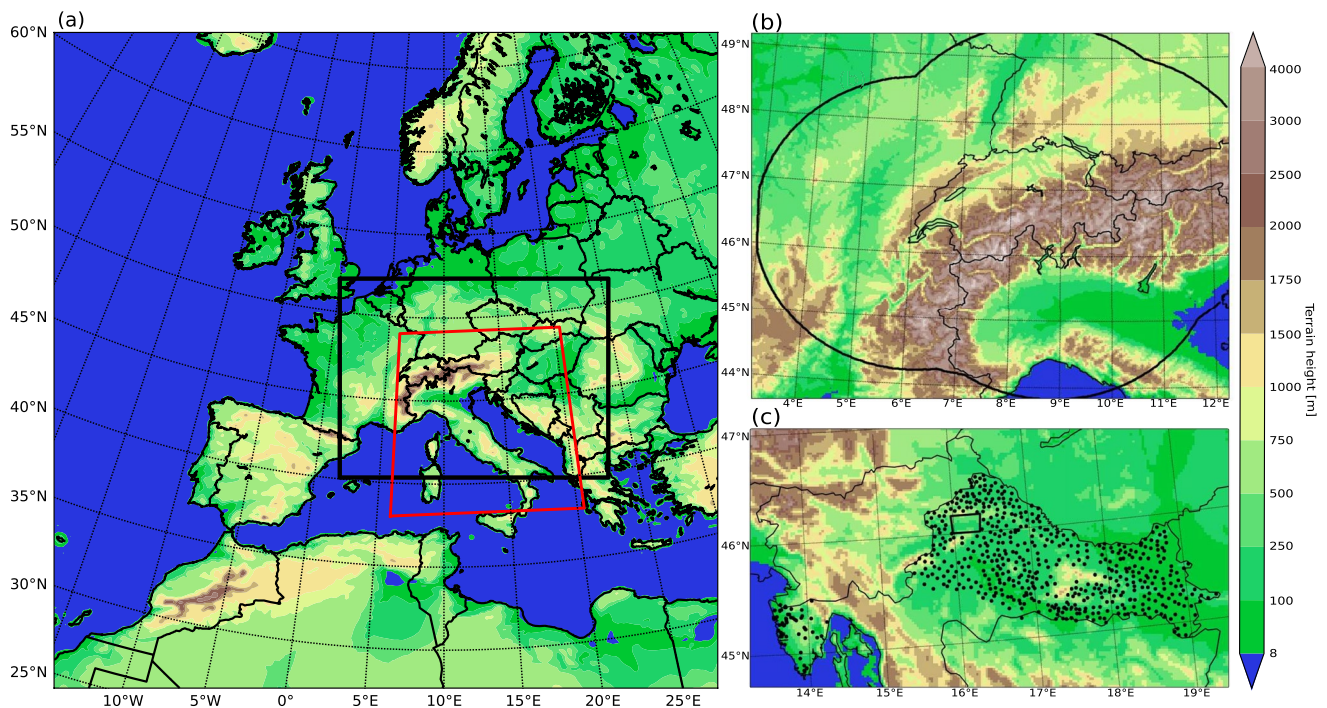 (a)
60°N
55°N
50°N
45°N
40°N
35°N
30°N
25°N
10°W
5°W
0°
5°E
10°E
15°E
20°E
25°E
(b)
49°N
48°N
47°N
46°N
45°N
44°N
4°E
5°E
6°E
7°E
8°E
9°E
10°E
11°E
12°E
(c)
47°N
46°N
45°N
14°E
15°E
16°E
17°E
18°E
19°E
4000
3000
2500
2000
1750
1500
1000
750
500
250
100
8
Terrain height [m]